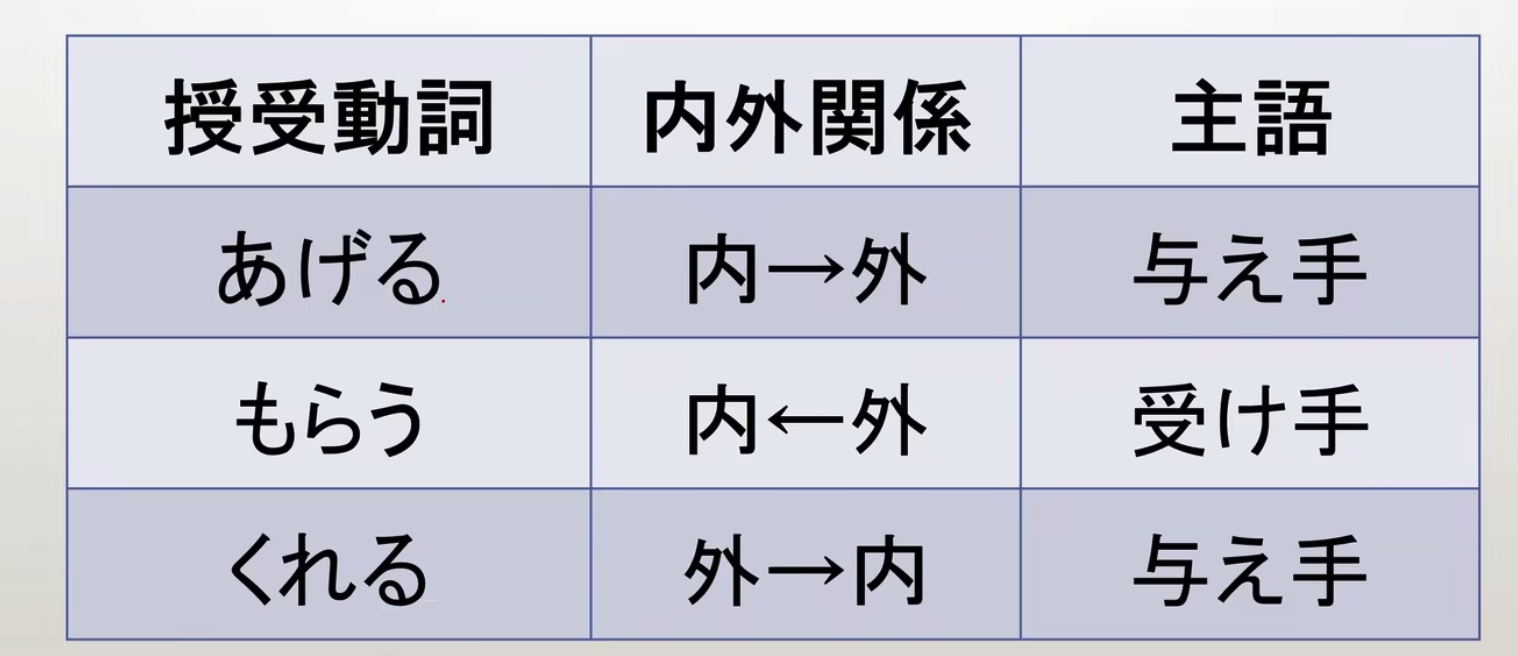 授受動詞 内外関係 主語
あげる 内→外 与え手
もらう 内←外 受け手
くれる 外→内 与え手